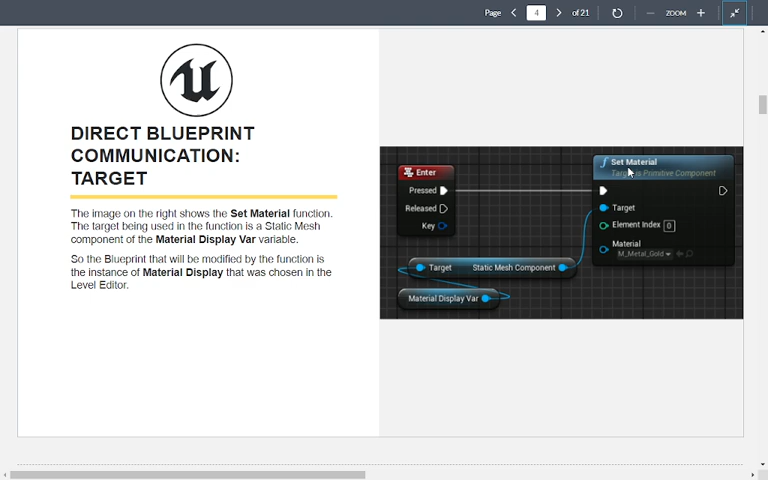 Page 4 of 21 ZOOM
DIRECT BLUEPRINT
COMMUNICATION:
TARGET
The image on the right shows the Set Material function.
The target being used in the function is a Static Mesh
component of the Material Display Var variable.
So the Blueprint that will be modified by the function is
the instance of Material Display that was chosen in the
Level Editor.
Enter
Pressed
Released
Key
Target Static Mesh Component
Material Display Var
f Set Material
Target is Primitive Component
Target
Element Index 0
Material
M_Metal_Gold